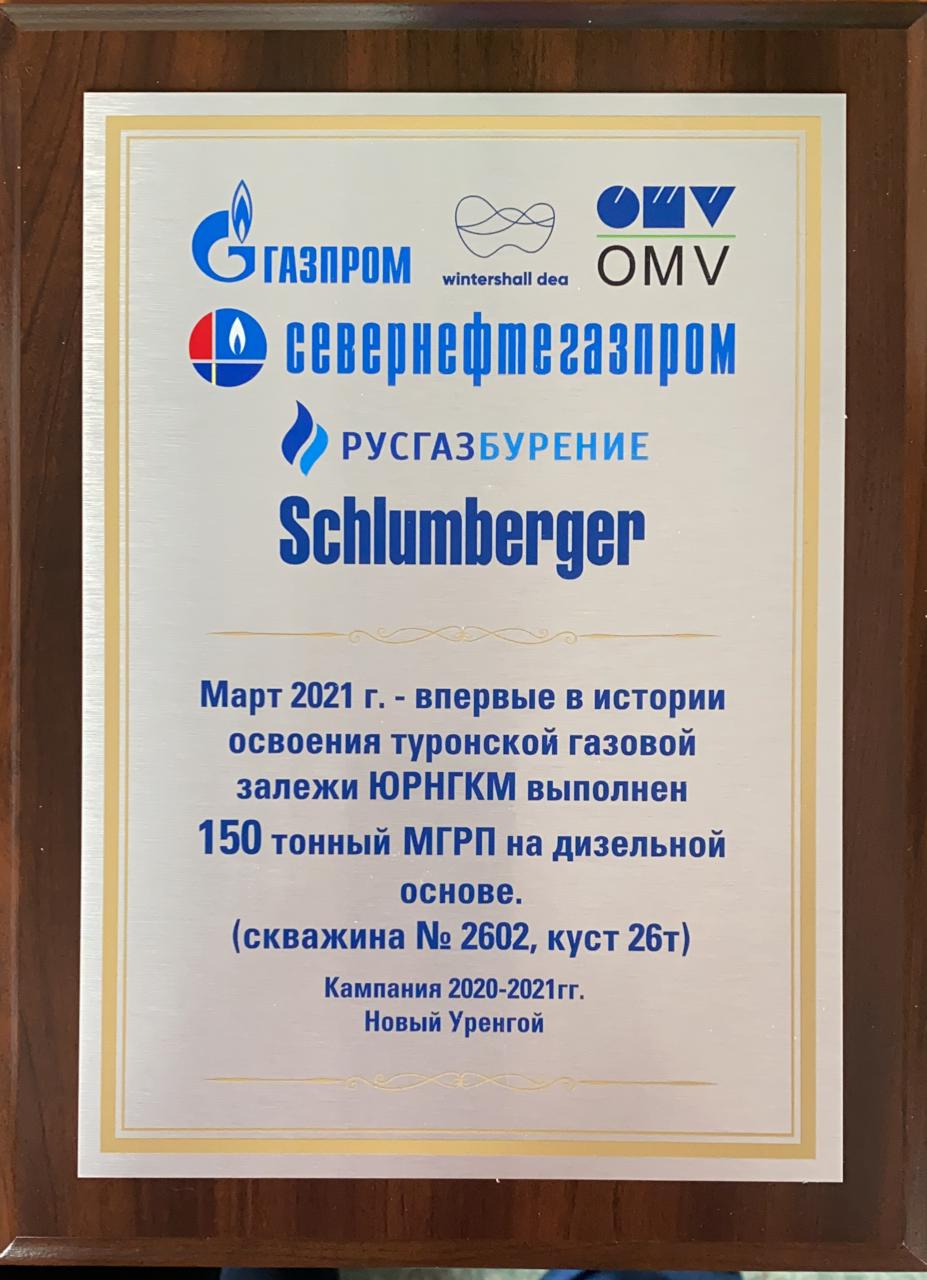 ГАЗПРОМ
wintershall dea
OMV
OMV
севернефтегазпром
РУСГАЗБУРЕНИЕ
Schlumberger
Март 2021 г. - впервые в истории
освоения туронской газовой
залежи ЮРНГКМ выполнен
150 тонный МГРП на дизельной
основе.
(скважина № 2602, куст 26т)
Кампания 2020-2021гг.
Новый Уренгой